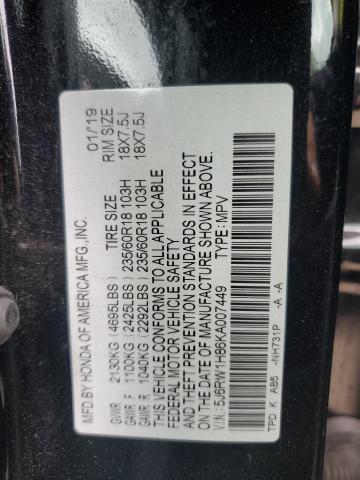 MFD.BY HONDA OF AMERICA MFG.,INC. 01/19
TIRE SIZE RIM SIZE
GVWR 2130KG (4695LBS)
GAWR F 1100KG (2425LBS) 235/60R18 103H 18X7.5J
GAWR R 1040KG (2292LBS) 235/60R18 103H 18X7.5J
THIS VEHICLE CONFORMS TO ALL APPLICABLE
FEDERAL MOTOR VEHICLE SAFETY
AND THEFT PREVENTION STANDARDS IN EFFECT
ON THE DATE OF MANUFACTURE SHOWN ABOVE.
V.I.N.: 5J6RW1H86KA007449 TYPE: MPV
TPD K AB5 -NH731P -A -A